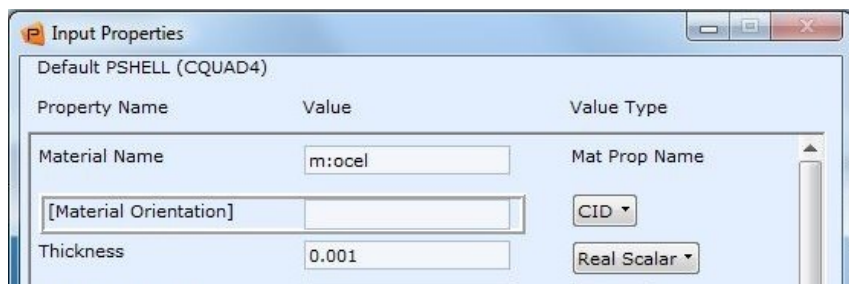 Input Properties
Default PSHELL (CQUAD4)
Property Name Value Value Type
Material Name m:ocel Mat Prop Name
[Material Orientation] CID
Thickness 0.001 Real Scalar